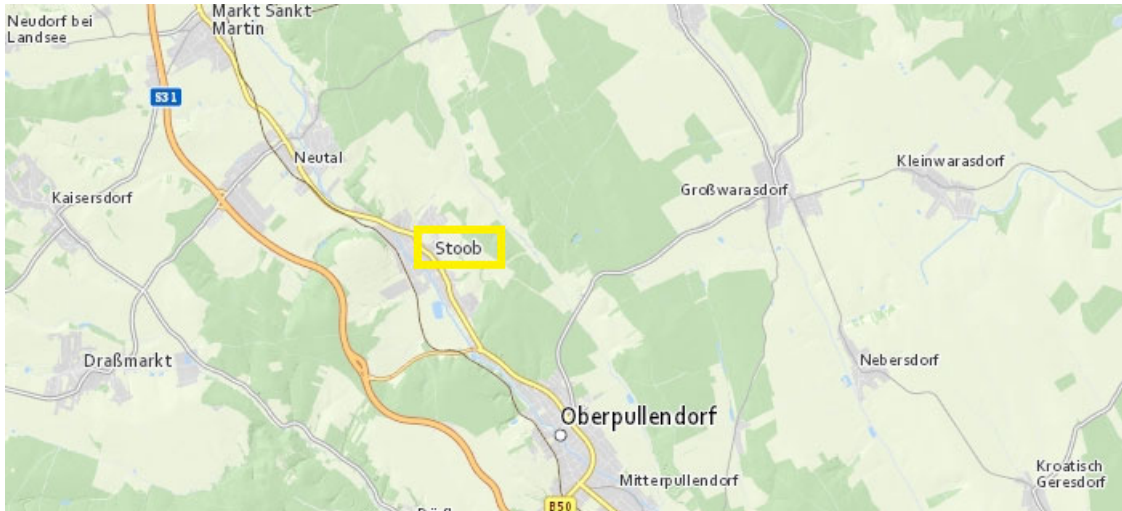 Neudorf bei
Landsee
Markt Sankt
Martin
S31
Neutal
Kaisersdorf
Kleinwarasdorf
Großwarasdorf
Stoob
Draßmarkt
Nebersdorf
Oberpullendorf
Mitterpullendorf
Kroatisch
Geresdorf
B50